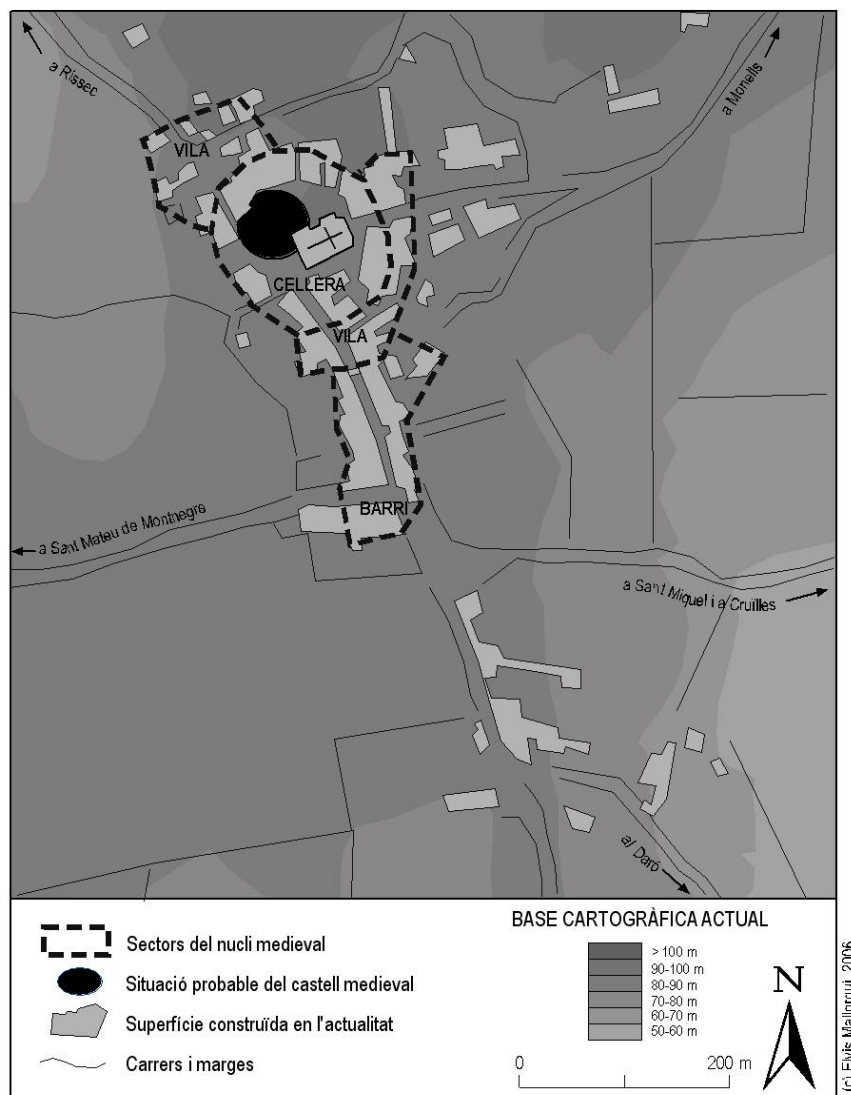 a Rissec
a Monells
VILA
CELLERA
VILA
BARRI
a Sant Mateu de Montnegre
a Sant Miquel i a Cruïlles
al Daró
Sectors del nucli medieval
Situació probable del castell medieval
Superfície construïda en l'actualitat
Carrers i marges
BASE CARTOGRÀFICA ACTUAL
> 100 m
90-100 m
80-90 m
70-80 m
60-70 m
50-60 m
0 200 m
N
(c) Elvis Mallorquí, 2006